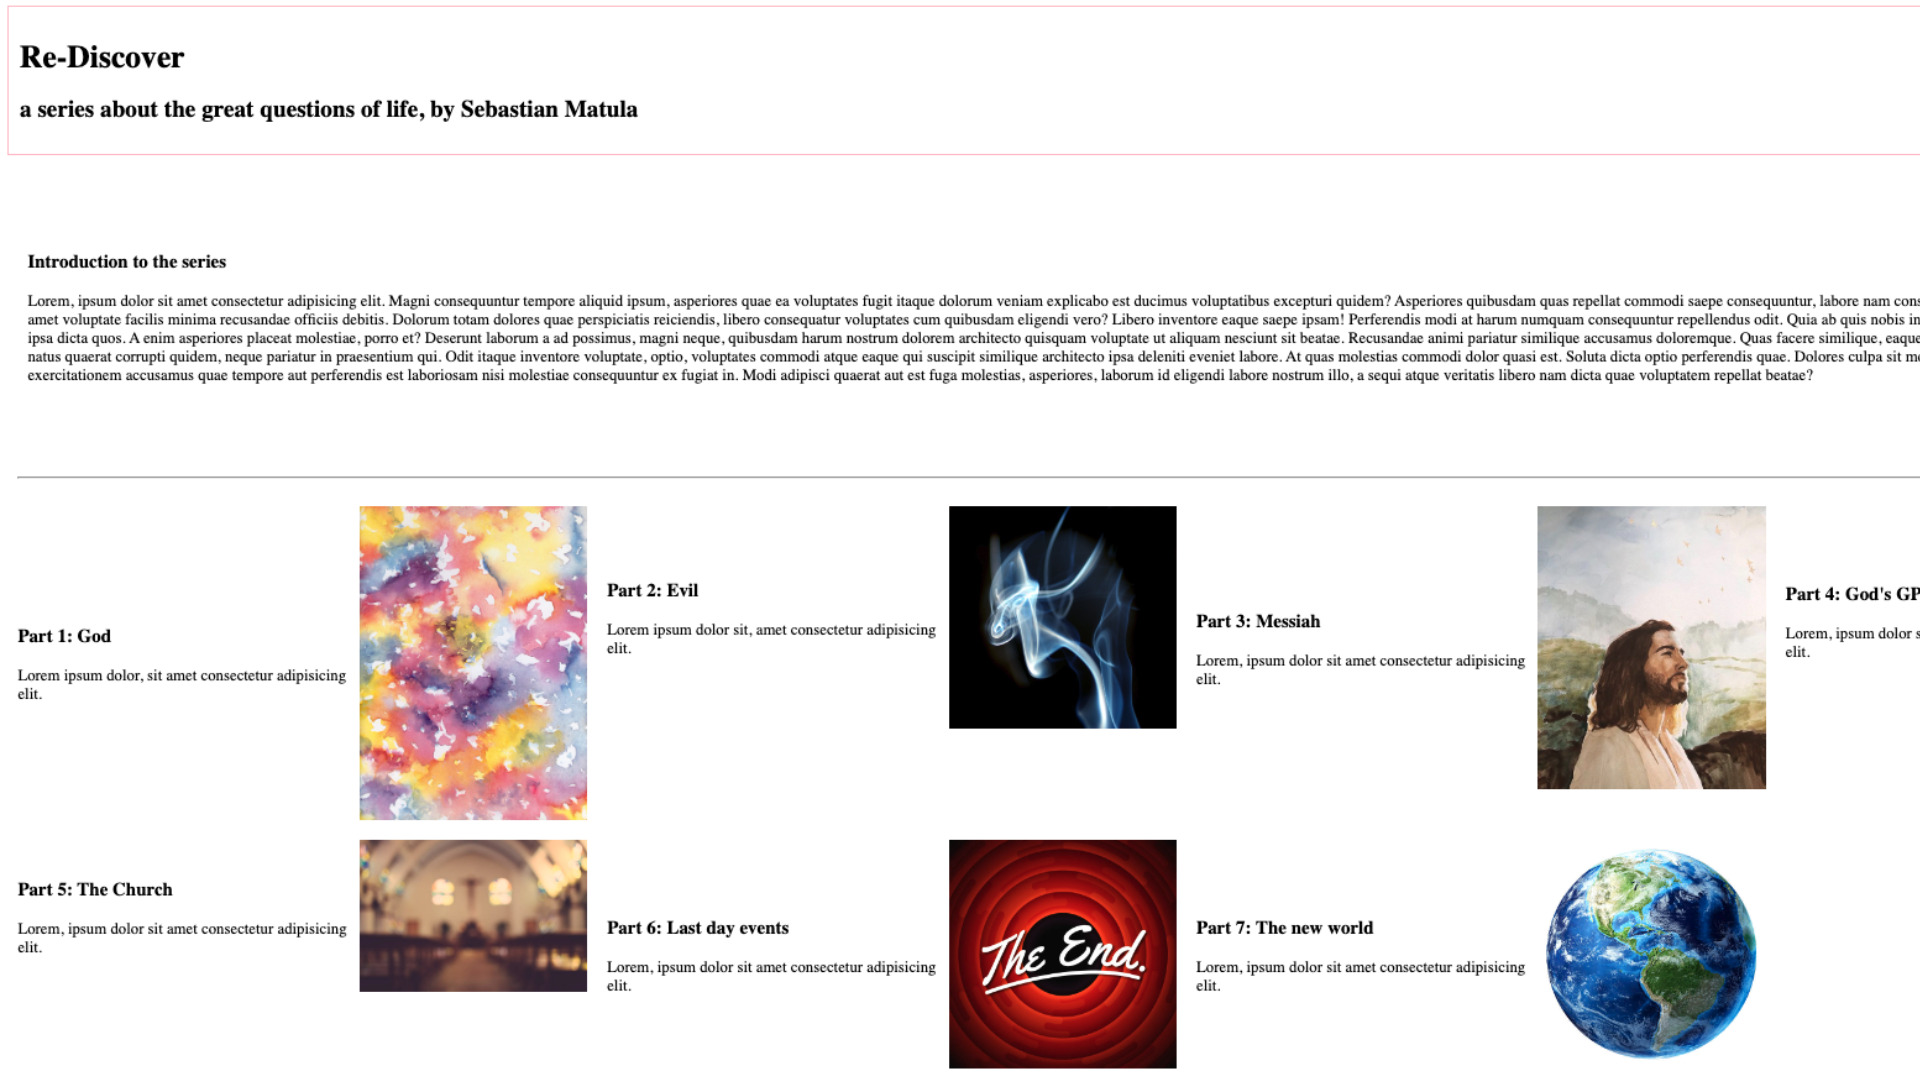 Re-Discover
a series about the great questions of life, by Sebastian Matula
Introduction to the series
Lorem, ipsum dolor sit amet consectetur adipisicing elit. Magni consequuntur tempore aliquid ipsum, asperiores quae ea voluptates fugit itaque dolorum veniam explicabo est ducimus voluptatibus excepturi quidem? Asperiores quibusdam quas repellat commodi saepe consequuntur, labore nam
amet voluptate facilis minima recusandae officiis debitis. Dolorum totam dolores quae perspiciatis reiciendis, libero consequatur voluptates cum quibusdam eligendi vero? Libero inventore eaque saepe ipsam! Perferendis modi at harum numquam consequuntur repellendus odit. Quia ab quis nobis
ipsa dicta quos. A enim asperiores placeat molestiae, porro et? Deserunt laborum a ad possimus, magni neque, quibusdam harum nostrum dolorem architecto quisquam voluptate ut aliquam nesciunt sit beatae. Recusandae animi pariatur similique accusamus doloremque. Quas facere similique, eaque
natus quaerat corrupti quidem, neque pariatur in praesentium qui. Odit itaque inventore voluptate, optio, voluptates commodi atque eaque qui suscipit similique architecto ipsa deleniti eveniet labore. At quas molestias commodi dolor quasi est. Soluta dicta optio perferendis quae. Dolores culpa sit
exercitationem accusamus quae tempore aut perferendis est laboriosam nisi molestiae consequuntur ex fugiat in. Modi adipisci quaerat aut est fuga molestias, asperiores, laborum id eligendi labore nostrum illo, a sequi atque veritatis libero nam dicta quae voluptatem repellat beatae?
Part 1: God
Lorem ipsum dolor, sit amet consectetur adipisicing
elit.
Part 2: Evil
Lorem ipsum dolor sit, amet consectetur adipisicing
elit.
Part 3: Messiah
Lorem, ipsum dolor sit amet consectetur adipisicing
elit.
Part 4: God's GP
Lorem, ipsum dolor s
elit.
Part 5: The Church
Lorem, ipsum dolor sit amet consectetur adipisicing
elit.
Part 6: Last day events
Lorem, ipsum dolor sit amet consectetur adipisicing
elit.
The End.
Part 7: The new world
Lorem, ipsum dolor sit amet consectetur adipisicing
elit.